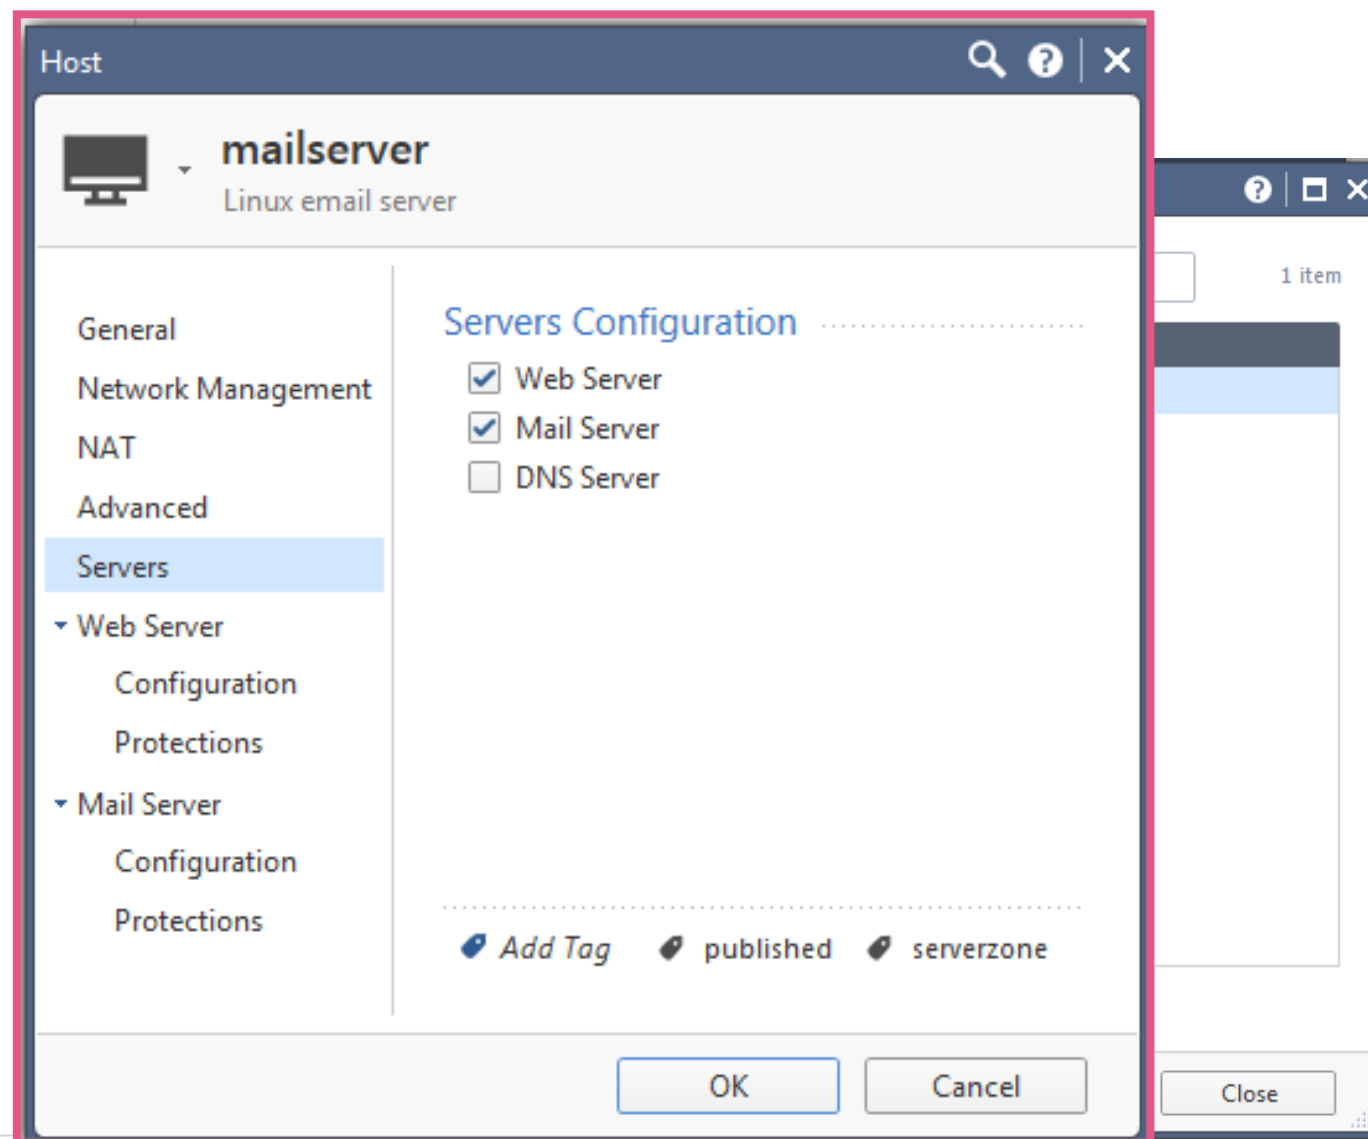 Host
mailserver
Linux email server
General
Network Management
NAT
Advanced
Servers
Web Server
Configuration
Protections
Mail Server
Configuration
Protections
Servers Configuration
Web Server
Mail Server
DNS Server
Add Tag published serverzone
OK Cancel
1 item
Close